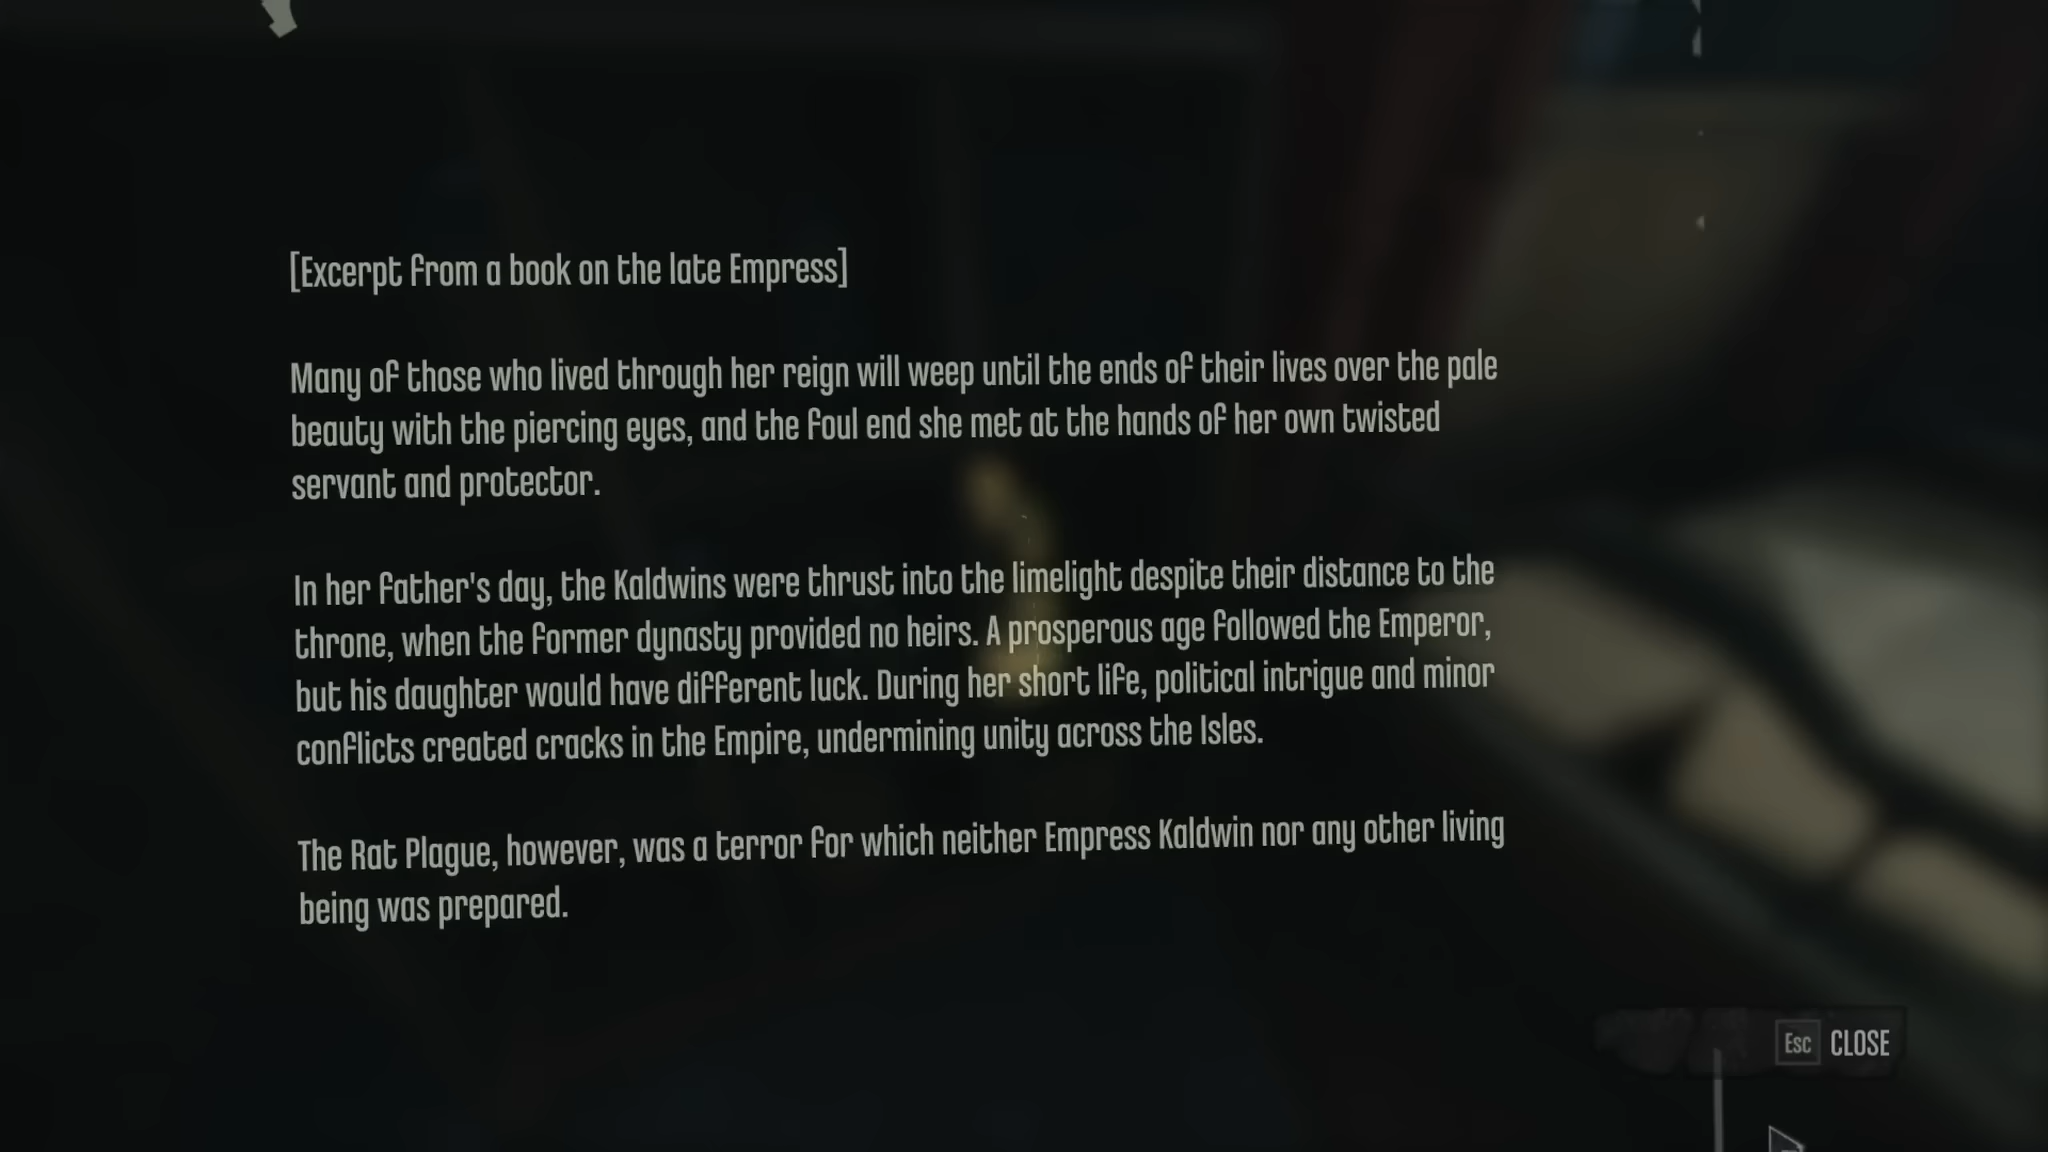 [Excerpt from a book on the late Empress]
Many of those who lived through her reign will weep until the ends of their lives over the pale
beauty with the piercing eyes, and the foul end she met at the hands of her own twisted
servant and protector.
In her father's day, the Kaldwins were thrust into the limelight despite their distance to the
throne, when the former dynasty provided no heirs. A prosperous age followed the Emperor,
but his daughter would have different luck. During her short life, political intrigue and minor
conflicts created cracks in the Empire, undermining unity across the Isles.
The Rat Plague, however, was a terror for which neither Empress Kaldwin nor any other living
being was prepared.
Esc CLOSE